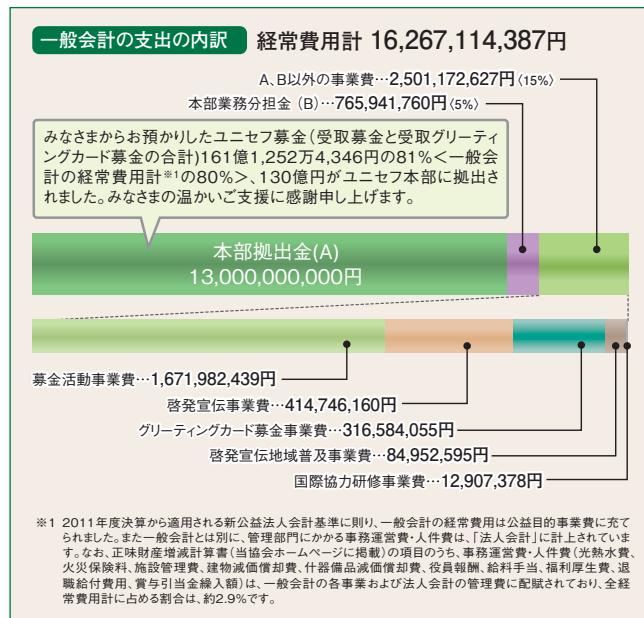 一般会計の支出の内訳 経常費用計 16,267,114,387円
A、B以外の事業費…2,501,172,627円〈15%〉
本部業務分担金（B）…765,941,760円〈5%〉
みなさまからお預かりしたユニセフ募金（受取募金と受取グリーティ
ングカード募金の合計）161億1,252万4,346円の81%＜一般会
計の経常費用計※1の80%＞、130億円がユニセフ本部に拠出さ
れました。みなさまの温かいご支援に感謝申し上げます。
本部拠出金(A)
13,000,000,000円
募金活動事業費…1,671,982,439円
啓発宣伝事業費…414,746,160円
グリーティングカード募金事業費…316,584,055円
啓発宣伝地域普及事業費…84,952,595円
国際協力研修事業費…12,907,378円
※1 2011年度決算から適用される新公益法人会計基準に則り、一般会計の経常費用は公益目的事業費に充て
られました。また一般会計とは別に、管理部門にかかる事務運営費・人件費は、「法人会計」に計上されていま
す。なお、正味財産増減計算書（当協会ホームページに掲載）の項目のうち、事務運営費・人件費（光熱水費、
火災保険料、施設管理費、建物減価償却費、什器備品減価償却費、役員報酬、給料手当、福利厚生費、退
職給付費用、賞与引当金繰入額）は、一般会計の各事業および法人会計の管理費に配賦されており、全経
常費用計に占める割合は、約2.9%です。